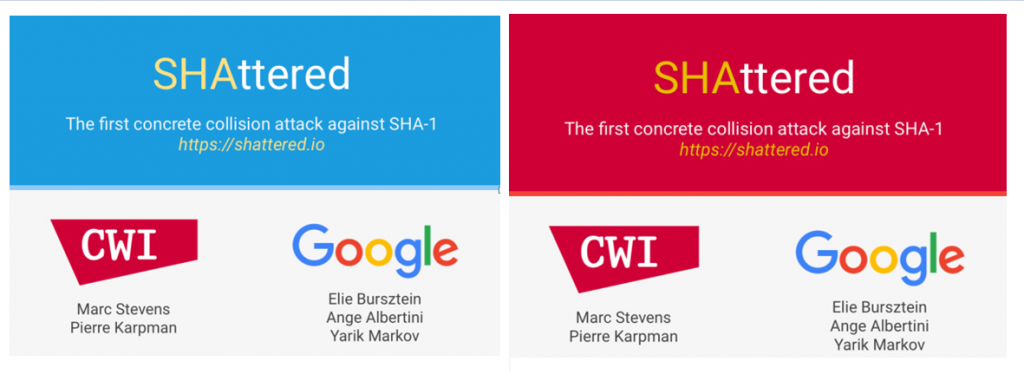 SHAttered
The first concrete collision attack against SHA-1
https://shattered.io
CWI
Marc Stevens
Pierre Karpman
Google
Elie Bursztein
Ange Albertini
Yarik Markov
SHAttered
The first concrete collision attack against SHA-1
https://shattered.io
CWI
Marc Stevens
Pierre Karpman
Google
Elie Bursztein
Ange Albertini
Yarik Markov